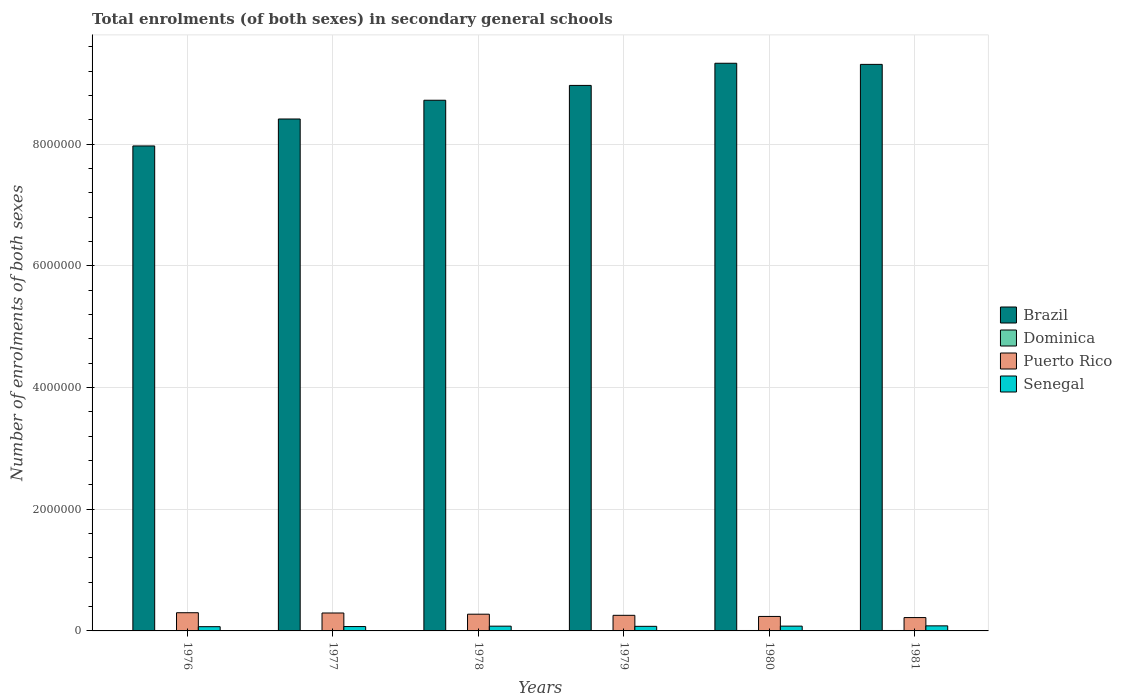 Total enrolments (of both sexes) in secondary general schools
Number of enrolments of both sexes
8000000
6000000
4000000
2000000
0
1976
1977
1978
1979
1980
1981
Years
Brazil
Dominica
Puerto Rico
Senegal